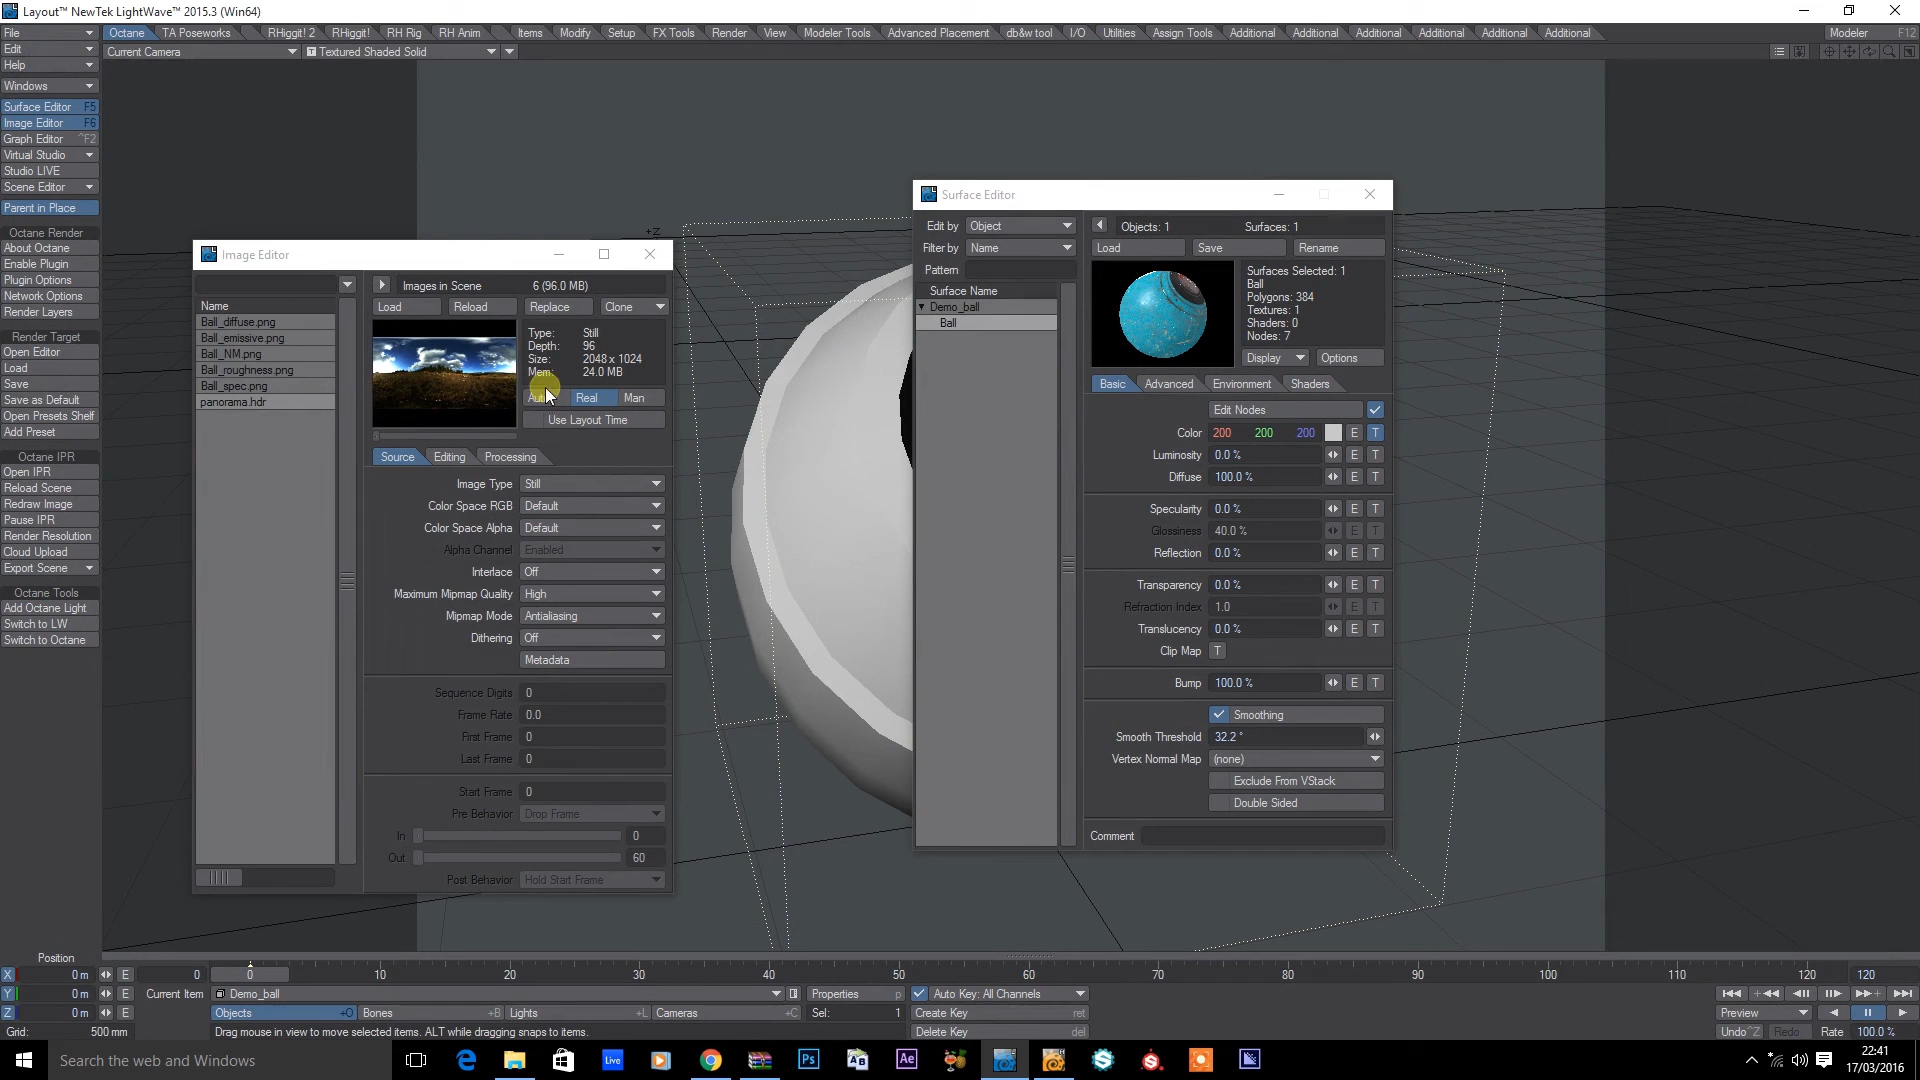 Layout™ NewTek LightWave™ 2015.3 (Win64)
File Octane TA Poseworks RHiggit! 2 RHiggit! RH Rig RH Anim Items Modify Setup FX Tools Render View Modeler Tools Advanced Placement I/O db&w tool Utilities Assign Tools Additional Additional Additional Additional Additional Additional Modeler F12
Edit Current Camera T Textured Shaded Solid
Help
Windows
Surface Editor F5
Image Editor F6
Graph Editor ^F2
Virtual Studio
Studio LIVE
Scene Editor
Parent in Place
Octane Render
About Octane
Enable Plugin
Plugin Options
Network Options
Render Layers
Render Target
Open Editor
Load
Save
Save as Default
Open Presets Shelf
Add Preset
Octane IPR
Open IPR
Reload Scene
Redraw Image
Pause IPR
Render Resolution
Cloud Upload
Export Scene
Octane Tools
Add Octane Light
Switch to LW
Switch to Octane
+Z
Image Editor
Images in Scene 6 (96.0 MB)
Load Reload Replace Clone
Name
Ball_diffuse.png
Ball_emissive.png
Ball_NM.png
Ball_roughness.png
Ball_spec.png
panorama.hdr
Type: Still
Depth: 96
Size: 2048 x 1024
Mem: 24.0 MB
Auto Real Man
Use Layout Time
Source Editing Processing
Image Type Still
Color Space RGB Default
Color Space Alpha Default
Alpha Channel Enabled
Interlace Off
Maximum Mipmap Quality High
Mipmap Mode Antialiasing
Dithering Off
Metadata
Sequence Digits 0
Frame Rate 0.0
First Frame 0
Last Frame 0
Start Frame 0
Pre Behavior Drop Frame
In 0
Out 60
Post Behavior Hold Start Frame
Surface Editor
Edit by Object
Filter by Name
Pattern
Surface Name
Demo_ball
Ball
Objects: 1 Surfaces: 1
Load Save Rename
Surfaces Selected: 1
Ball
Polygons: 384
Textures: 1
Shaders: 0
Nodes: 7
Display Options
Basic Advanced Environment Shaders
Edit Nodes
Color 200 200 200 E T
Luminosity 0.0 % E T
Diffuse 100.0 % E T
Specularity 0.0 % E T
Glossiness 40.0 % E T
Reflection 0.0 % E T
Transparency 0.0 % E T
Refraction Index 1.0 E T
Translucency 0.0 % E T
Clip Map T
Bump 100.0 % E T
Smoothing
Smooth Threshold 32.2 °
Vertex Normal Map (none)
Exclude From VStack
Double Sided
Comment
Position
X 0 m E 0 0 10 20 30 40 50 60 70 80 90 100 110 120 120
Y 0 m E Current Item Demo_ball Properties p Auto Key: All Channels
Z 0 m E Objects +O Bones +B Lights +L Cameras +C Sel: 1 Create Key ret Preview
Grid: 500 mm Drag mouse in view to move selected items. ALT while dragging snaps to items. Delete Key del Undo ^Z Redo Rate 100.0 %
Search the web and Windows
Live Ps Ae
22:41
17/03/2016